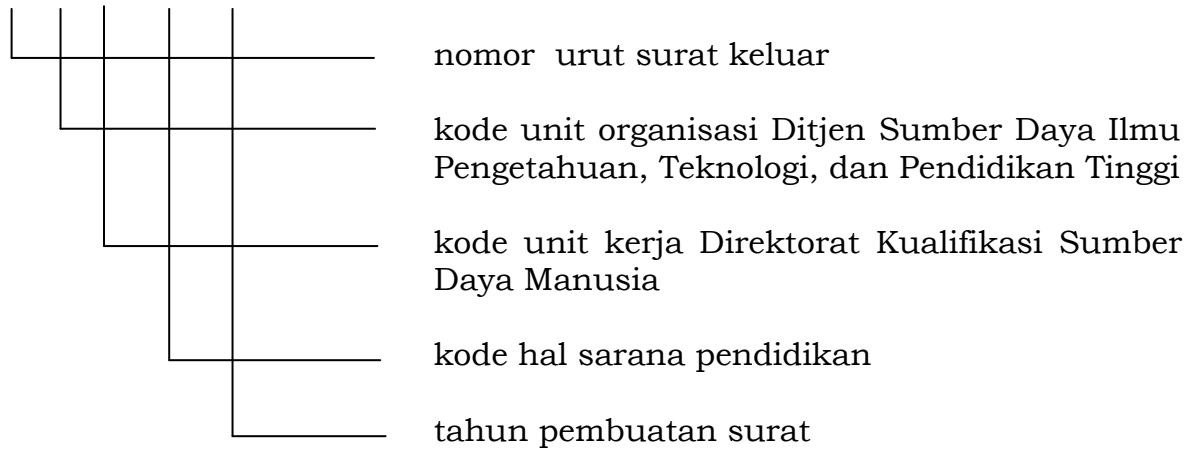 nomor urut surat keluar
kode unit organisasi Ditjen Sumber Daya Ilmu
Pengetahuan, Teknologi, dan Pendidikan Tinggi
kode unit kerja Direktorat Kualifikasi Sumber
Daya Manusia
kode hal sarana pendidikan
tahun pembuatan surat